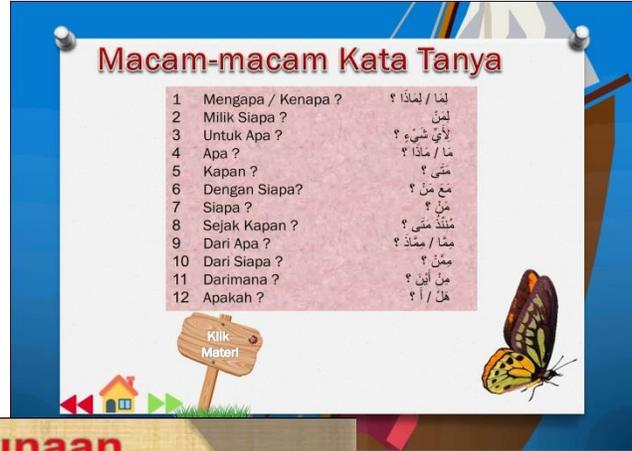 Macam-macam Kata Tanya
1 Mengapa / Kenapa ? لِمَا / لِمَاذَا ؟
2 Milik Siapa ? لِمَنْ
3 Untuk Apa ? لِأَيِّ شَيْءٍ ؟
4 Apa ? مَا / مَاذَا ؟
5 Kapan ? مَتَى ؟
6 Dengan Siapa? مَعَ مَنْ ؟
7 Siapa ? مَنْ ؟
8 Sejak Kapan ? مُنْذُ مَتَى ؟
9 Dari Apa ? مِمَّا / مِمَّاذَ ؟
10 Dari Siapa ? مِمَّنْ ؟
11 Darimana ? مِنْ أَيْنَ ؟
12 Apakah ? هَلْ / أَ ؟
Klik
Materi
unaan